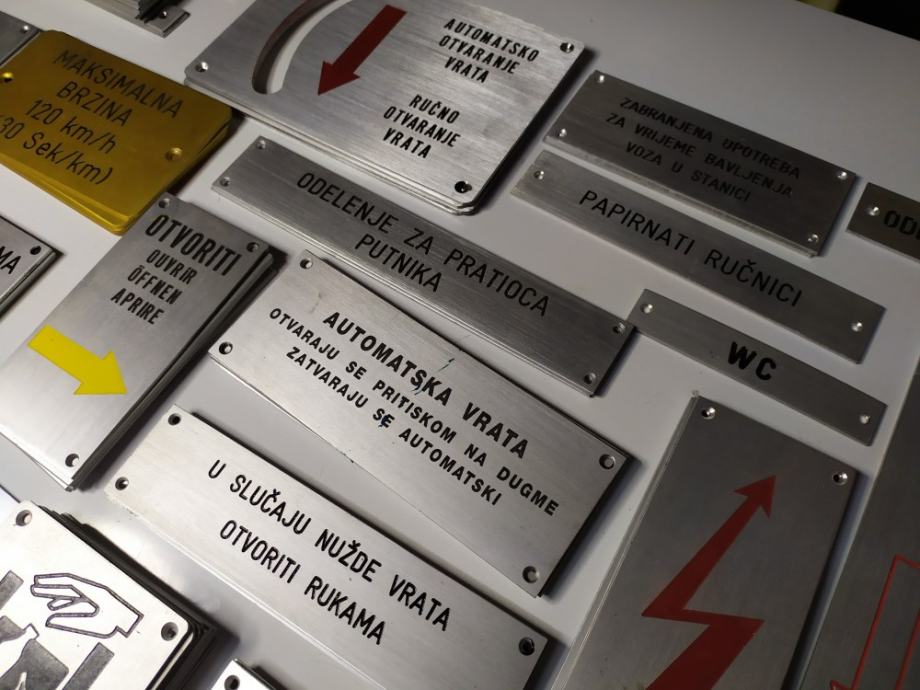 MAKSIMALNA
BRZINA
120 km/h
30 Sek/km)
AUTOMATSKO
OTVARANJE
VRATA
RUČNO
OTVARANJE
VRATA
ZABRANJENA UPOTREBA
ZA VRIJEME BAVLJENJA
VOZA U STANICI
ODELENJE ZA PRATIOCA
PUTNIKA
PAPIRNATI RUČNICI
WC
OTVORITI
OUVRIR
ÖFFNEN
APRIRE
AUTOMATSKA VRATA
OTVARAJU SE PRITISKOM NA DUGME
ZATVARAJU SE AUTOMATSKI
U SLUČAJU NUŽDE VRATA
OTVORITI RUKAMA